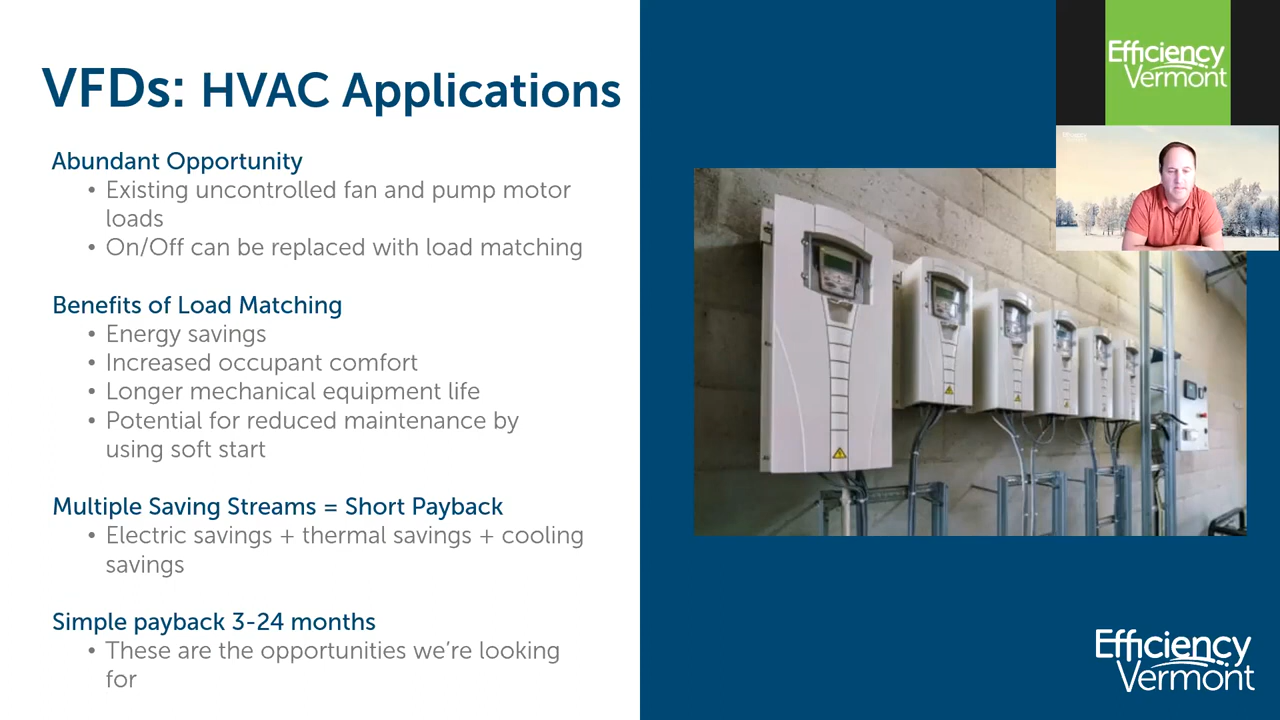 VFDs: HVAC Applications
Abundant Opportunity
• Existing uncontrolled fan and pump motor
loads
• On/Off can be replaced with load matching
Benefits of Load Matching
• Energy savings
• Increased occupant comfort
• Longer mechanical equipment life
• Potential for reduced maintenance by
using soft start
Multiple Saving Streams = Short Payback
• Electric savings + thermal savings + cooling
savings
Simple payback 3-24 months
• These are the opportunities we’re looking
for
Efficiency
Vermont
Efficiency
Vermont